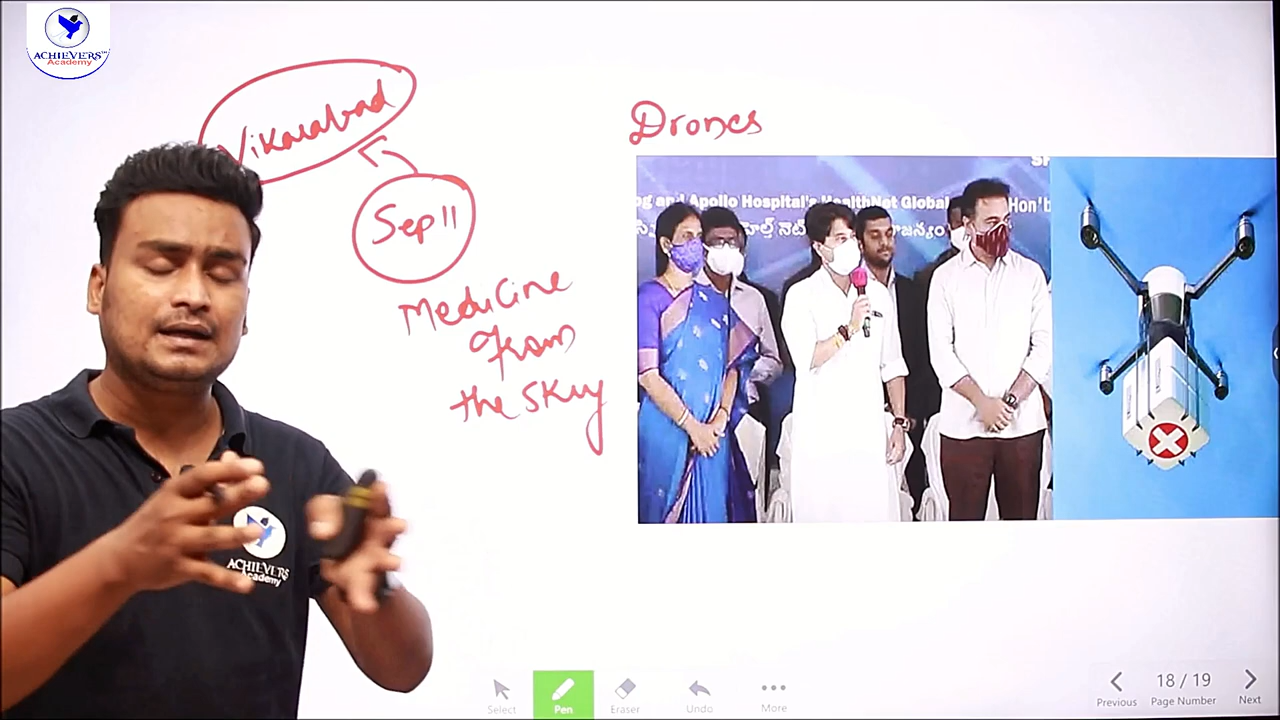 ACHIEVERS
Academy
Vikarabad
Sep 11
Medicine
from
the Sky
Drones
og and Apollo Hospital's HealthNet Global
Hon'b
ACHIEVERS
Academy
Select
Pen
Eraser
Undo
More
Previous
18 / 19
Page Number
Next